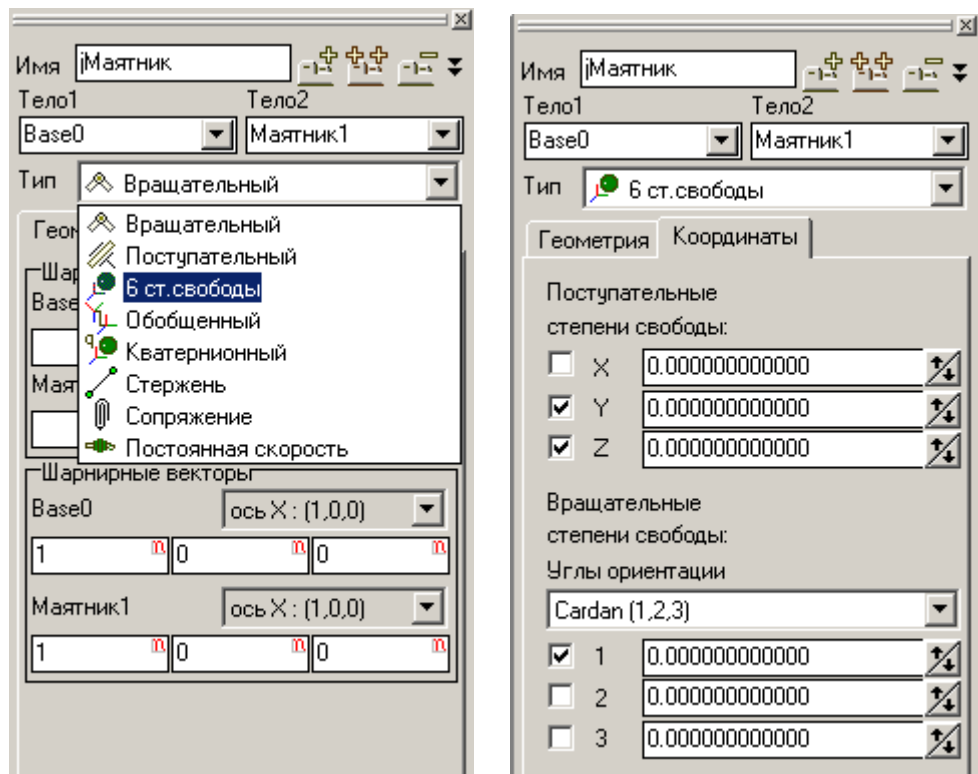 Имя jМаятник
Тело1 Тело2
Base0 Маятник1
Тип Вращательный
Вращательный
Поступательный
6 ст.свободы
Обобщенный
Кватернионный
Стержень
Сопряжение
Постоянная скорость
Геом
Шар
Base
Маят
Шарнирные векторы
Base0 ось X : (1,0,0)
1 n 0 n 0
Маятник1 ось X : (1,0,0)
1 n 0 n 0 n
Имя jМаятник
Тело1 Тело2
Base0 Маятник1
Тип 6 ст.свободы
Геометрия Координаты
Поступательные
степени свободы:
X 0.000000000000
Y 0.000000000000
Z 0.000000000000
Вращательные
степени свободы:
Углы ориентации
Cardan (1,2,3)
1 0.000000000000
2 0.000000000000
3 0.000000000000